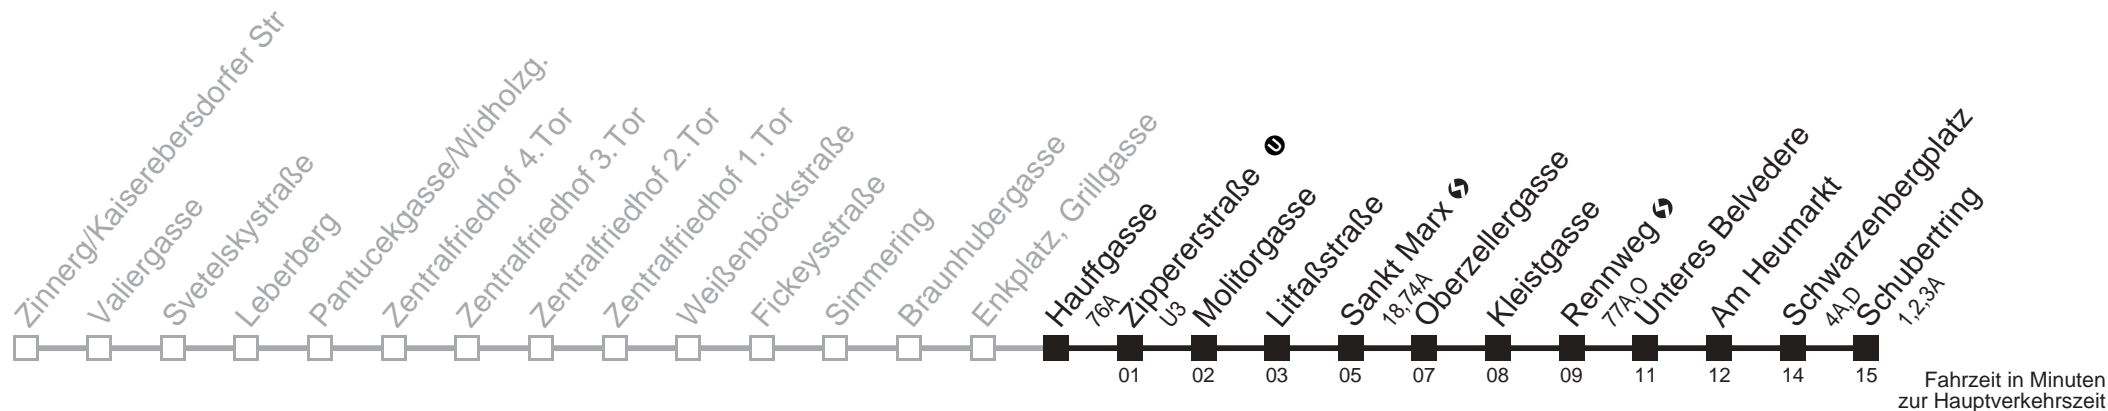 Zinnerg/Kaiserebersdorfer Str
Valiergasse
Svetelskystraße
Leberberg
Pantucekgasse/Widholzg.
Zentralfriedhof 4.Tor
Zentralfriedhof 3.Tor
Zentralfriedhof 2.Tor
Zentralfriedhof 1.Tor
Weißenböckstraße
Fickeysstraße
Simmering
Braunhubergasse
Enkplatz, Grillgasse
Hauffgasse
76A
Zippererstraße U
U3
Molitorgasse
Litfaßstraße
Sankt Marx
18,74A
Oberzellergasse
Kleistgasse
Rennweg
77A,O
Unteres Belvedere
Am Heumarkt
Schwarzenbergplatz
4A,D
Schubertring
1,2,3A
01 02 03 05 07 08 09 11 12 14 15
Fahrzeit in Minuten
zur Hauptverkehrszeit